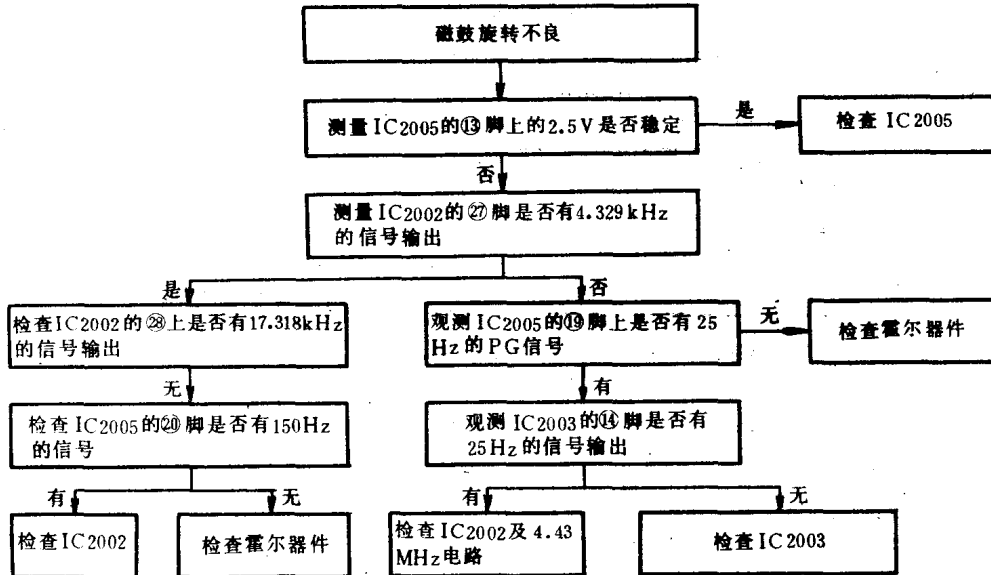 磁鼓旋转不良
测量IC2005的⑬脚上的2.5V是否稳定
是
检查 IC2005
否
测量IC2002的㉗脚是否有4.329kHz
的信号输出
是
否
检查IC2002的㉘上是否有17.318kHz
的信号输出
观测IC2005的⑲脚上是否有25
Hz的PG信号
无
检查霍尔器件
无
有
检查IC2005的⑳脚是否有150Hz
的信号
观测IC2003的⑭脚是否有
25Hz的信号输出
有
无
有
无
检查IC2002
检查霍尔器件
检查IC2002及4.43
MHz电路
检查IC2003